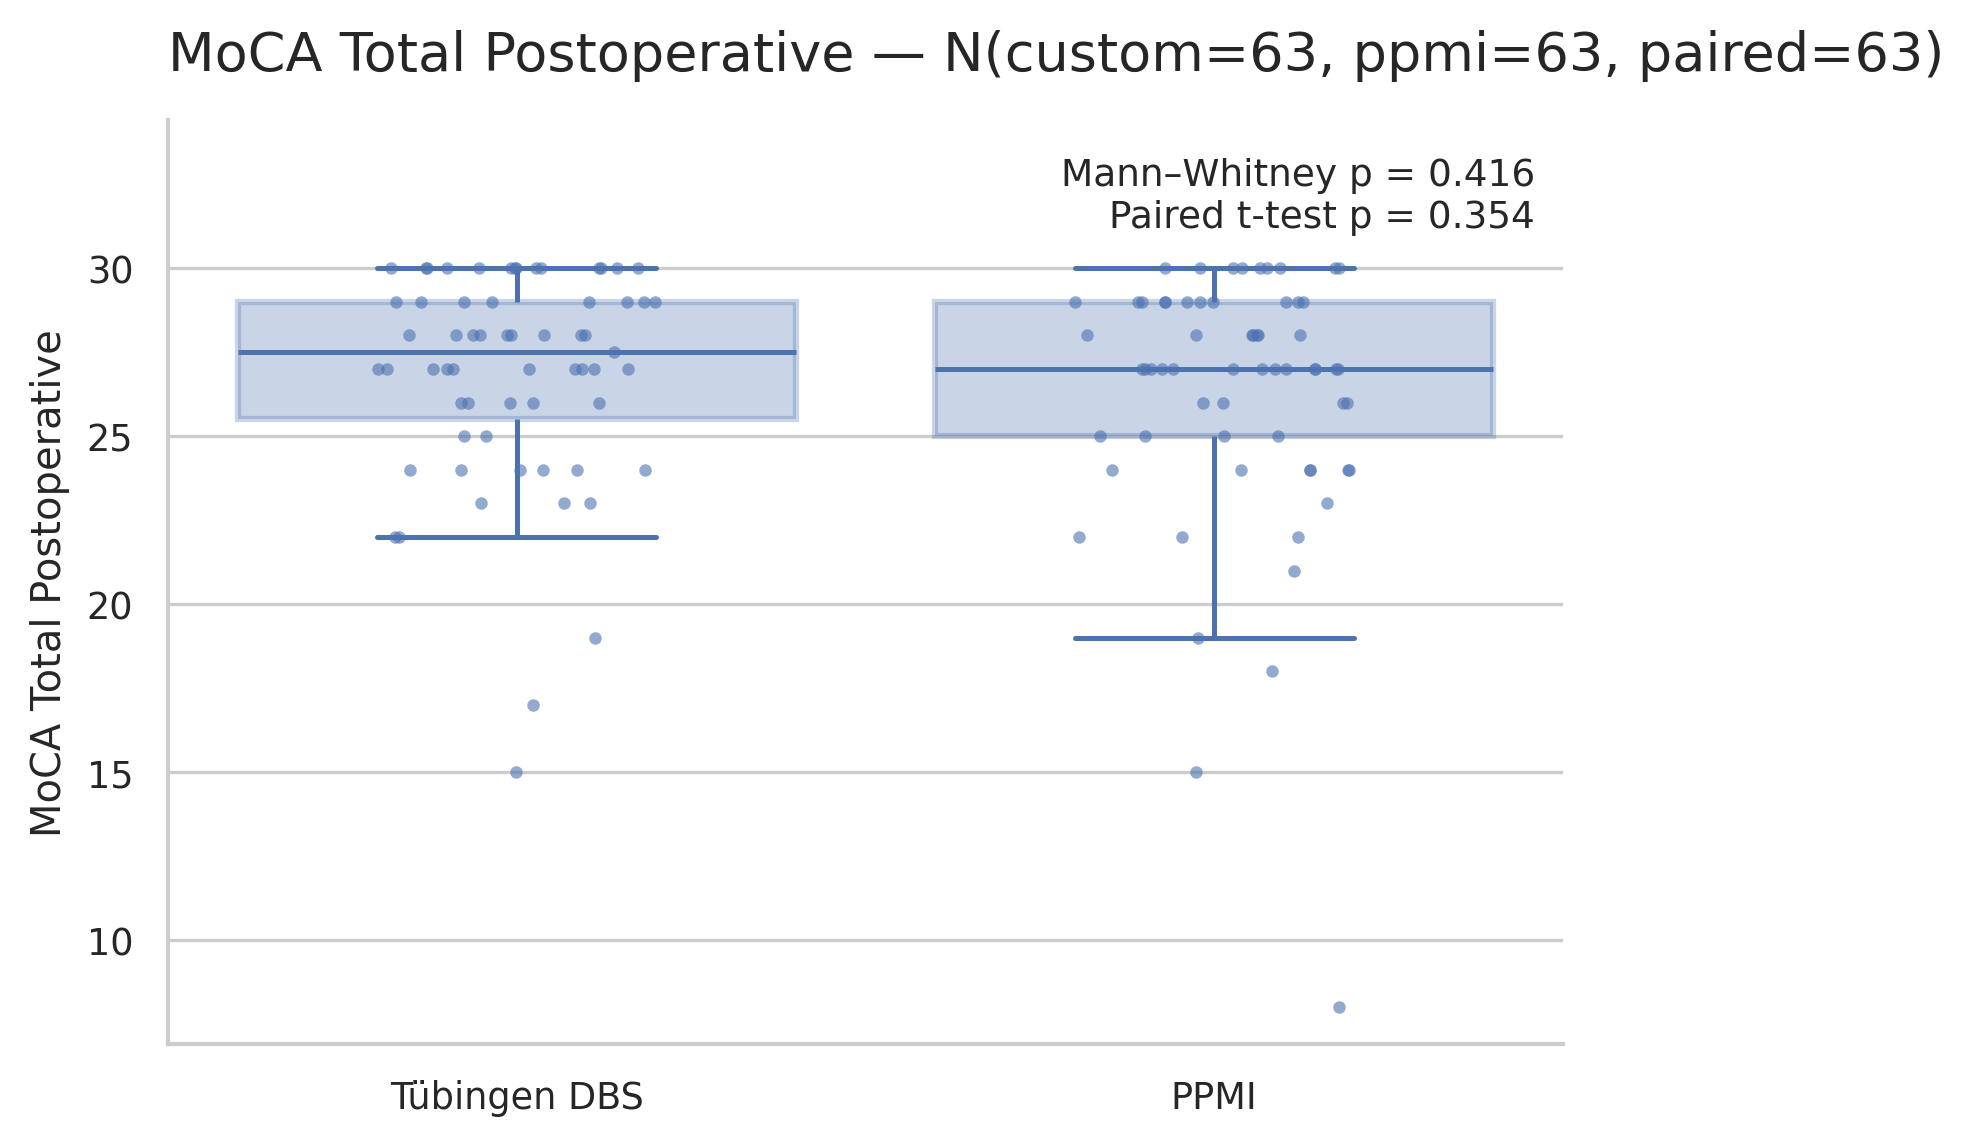 MoCA Total Postoperative — N(custom=63, ppmi=63, paired=63)
Mann–Whitney p = 0.416
Paired t-test p = 0.354
MoCA Total Postoperative
30
25
20
15
10
Tübingen DBS
PPMI